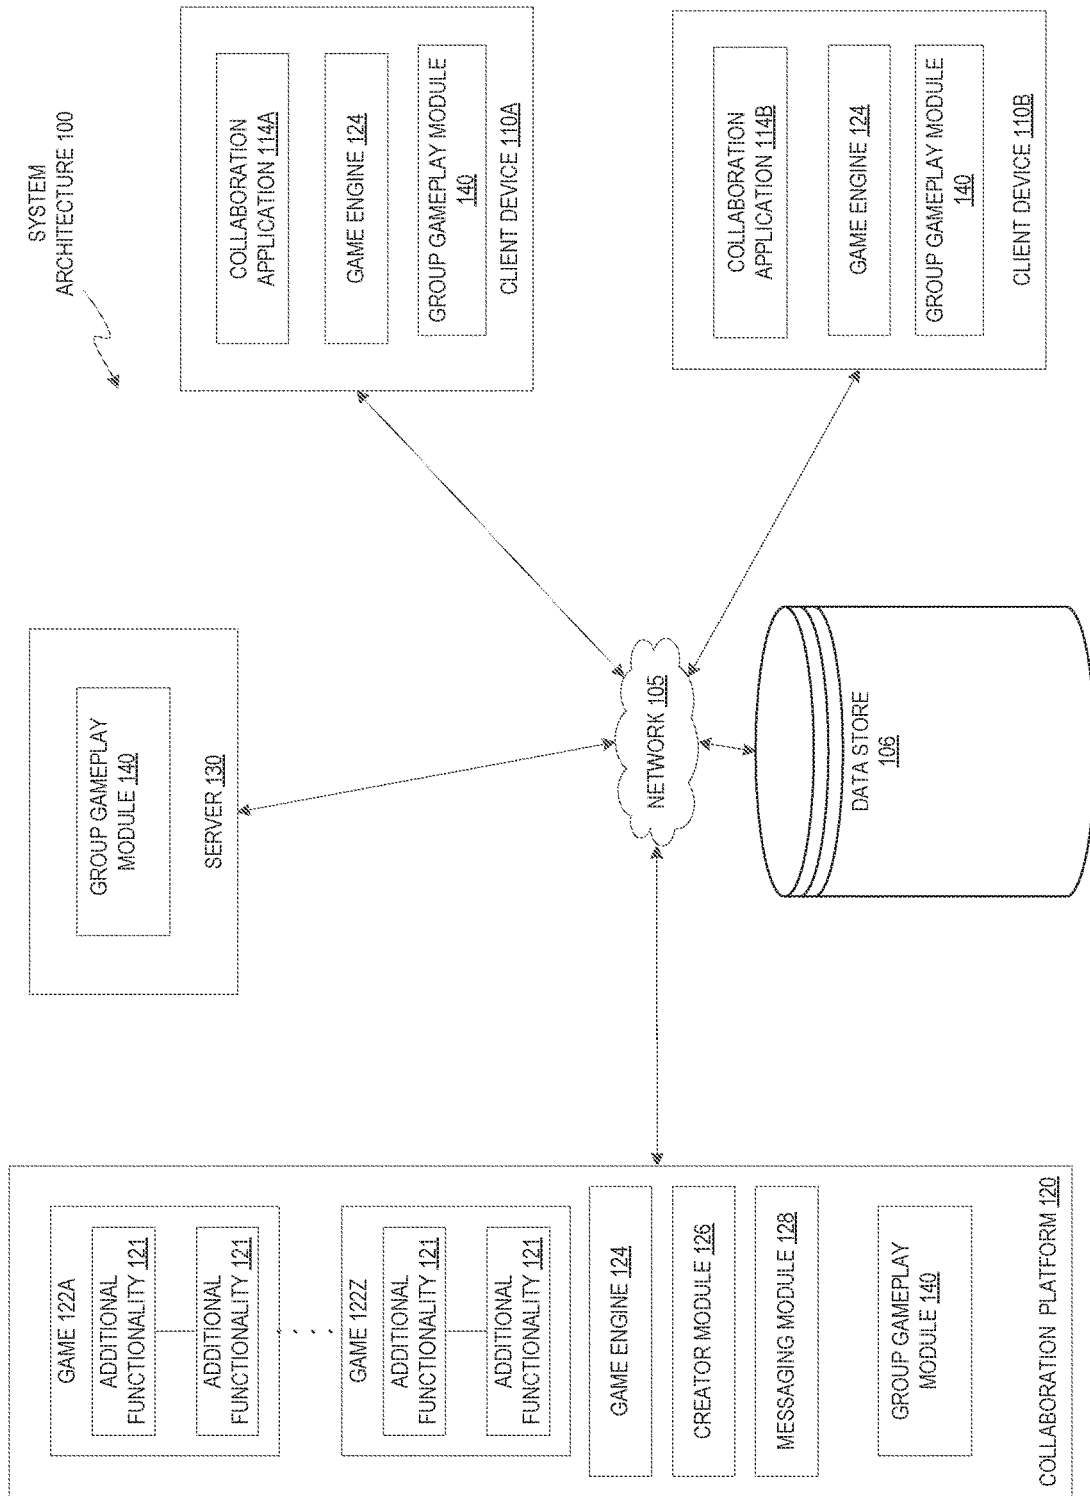 SYSTEM
ARCHITECTURE 100
GAME 122A
ADDITIONAL
FUNCTIONALITY 121
ADDITIONAL
FUNCTIONALITY 121
. . . .
GAME 122Z
ADDITIONAL
FUNCTIONALITY 121
ADDITIONAL
FUNCTIONALITY 121
GAME ENGINE 124
CREATOR MODULE 126
MESSAGING MODULE 128
GROUP GAMEPLAY
MODULE 140
COLLABORATION PLATFORM 120
GROUP GAMEPLAY
MODULE 140
SERVER 130
NETWORK 105
DATA STORE
106
COLLABORATION
APPLICATION 114A
GAME ENGINE 124
GROUP GAMEPLAY MODULE
140
CLIENT DEVICE 110A
COLLABORATION
APPLICATION 114B
GAME ENGINE 124
GROUP GAMEPLAY MODULE
140
CLIENT DEVICE 110B